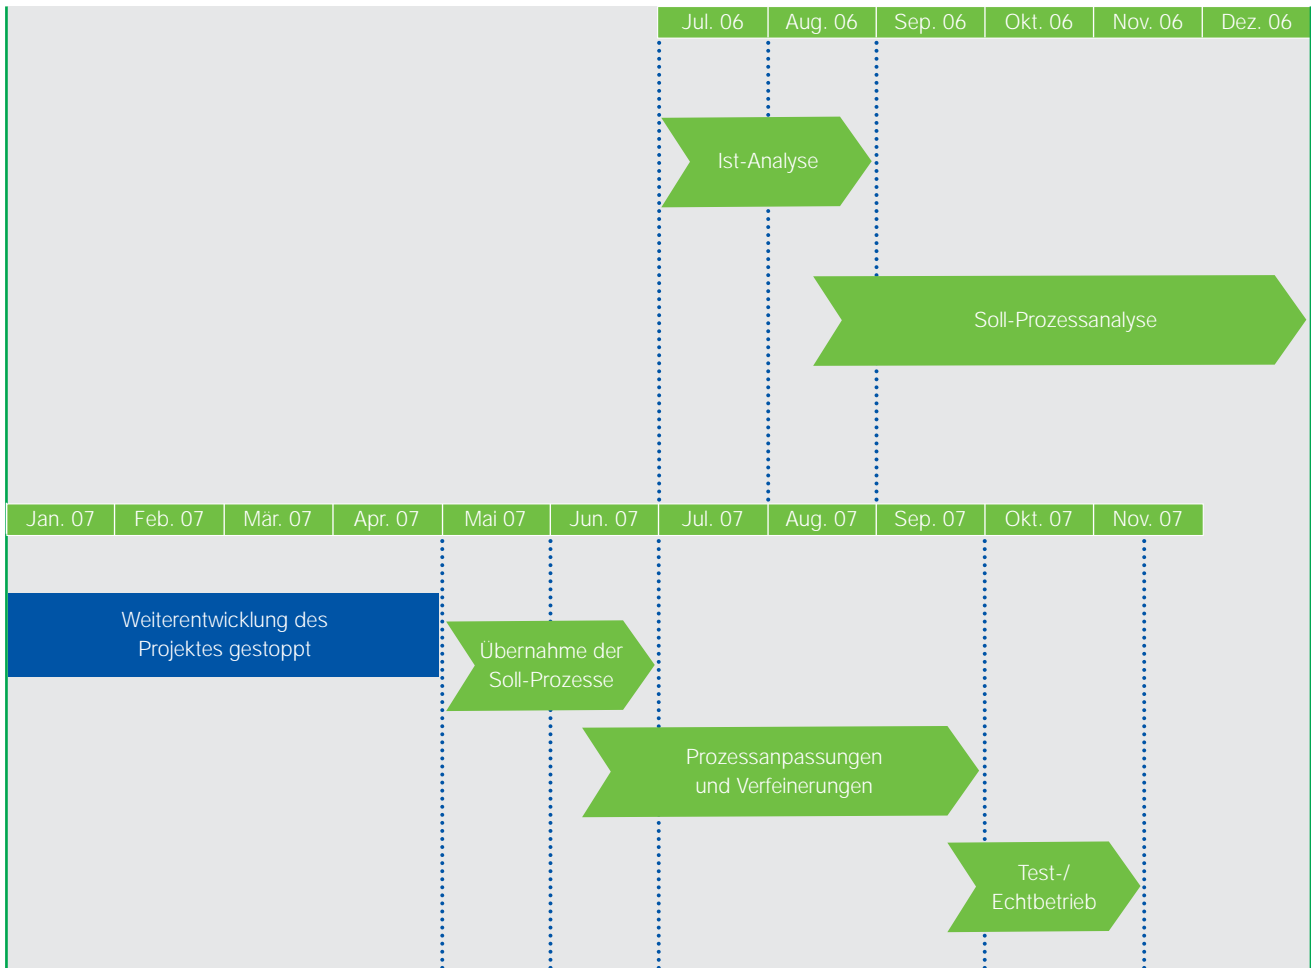 Jul. 06 Aug. 06 Sep. 06 Okt. 06 Nov. 06 Dez. 06
Ist-Analyse
Soll-Prozessanalyse
Jan. 07 Feb. 07 Mär. 07 Apr. 07 Mai 07 Jun. 07 Jul. 07 Aug. 07 Sep. 07 Okt. 07 Nov. 07
Weiterentwicklung des
Projektes gestoppt
Übernahme der
Soll-Prozesse
Prozessanpassungen
und Verfeinerungen
Test-/
Echtbetrieb